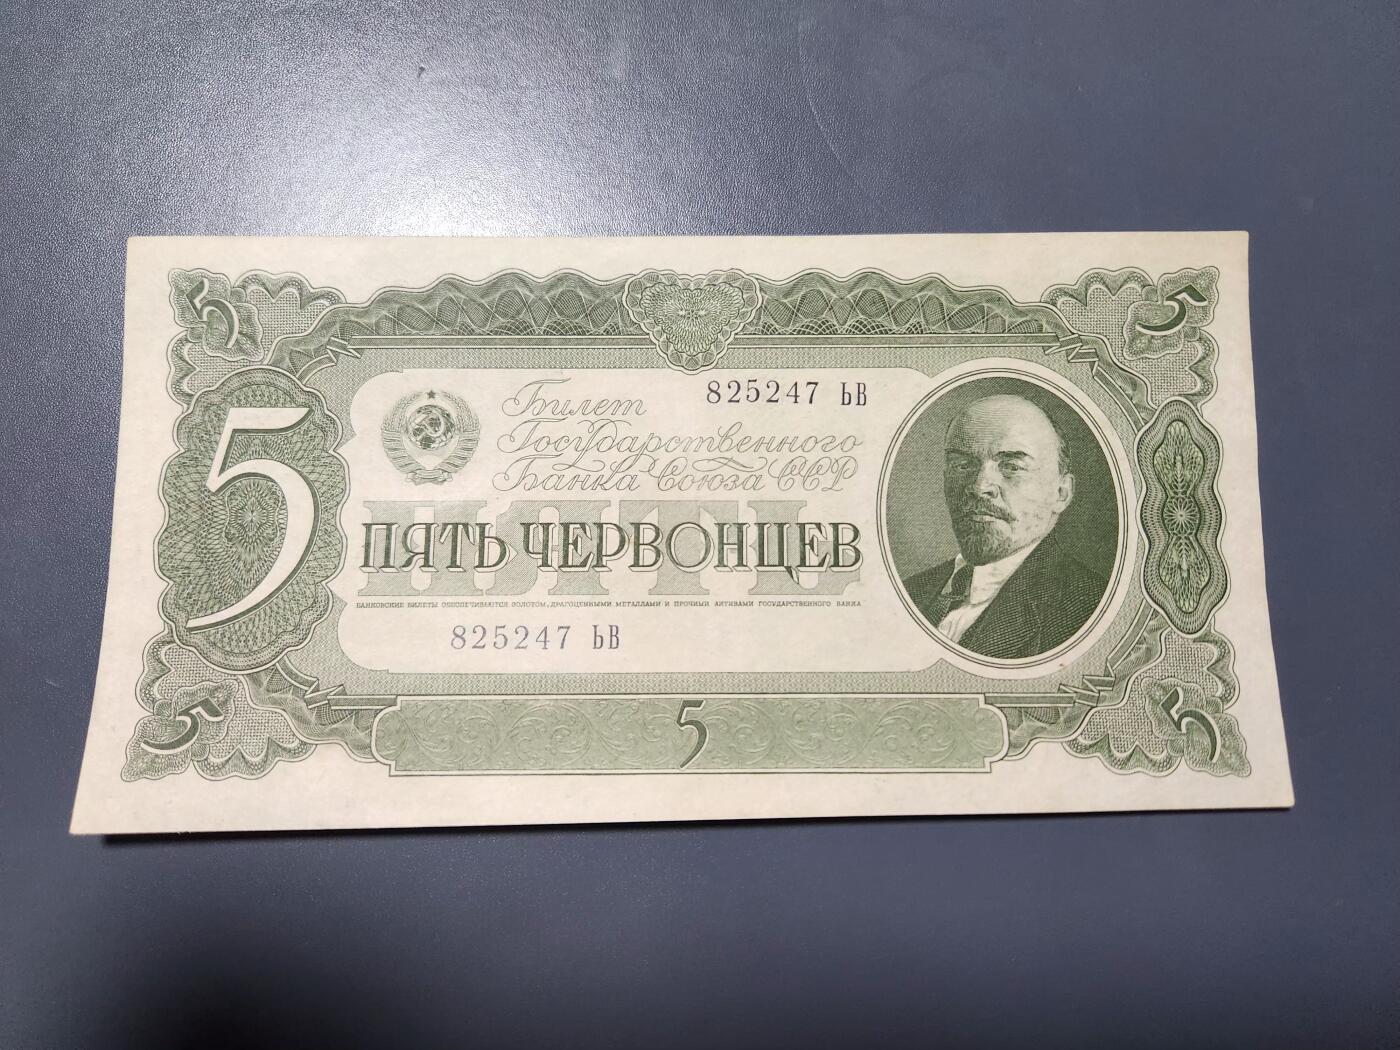 5
5
825247 ЬВ
Билет
Государственного
Банка Союза ССР
5
ПЯТЬ
ПЯТЬ ЧЕРВОНЦЕВ
БАНКОВСКИЕ БИЛЕТЫ ОБЕСПЕЧИВАЮТСЯ ЗОЛОТОМ, ДРАГОЦЕННЫМИ МЕТАЛЛАМИ И ПРОЧИМИ АКТИВАМИ ГОСУДАРСТВЕННОГО БАНКА
825247 ЬВ
5
5
5